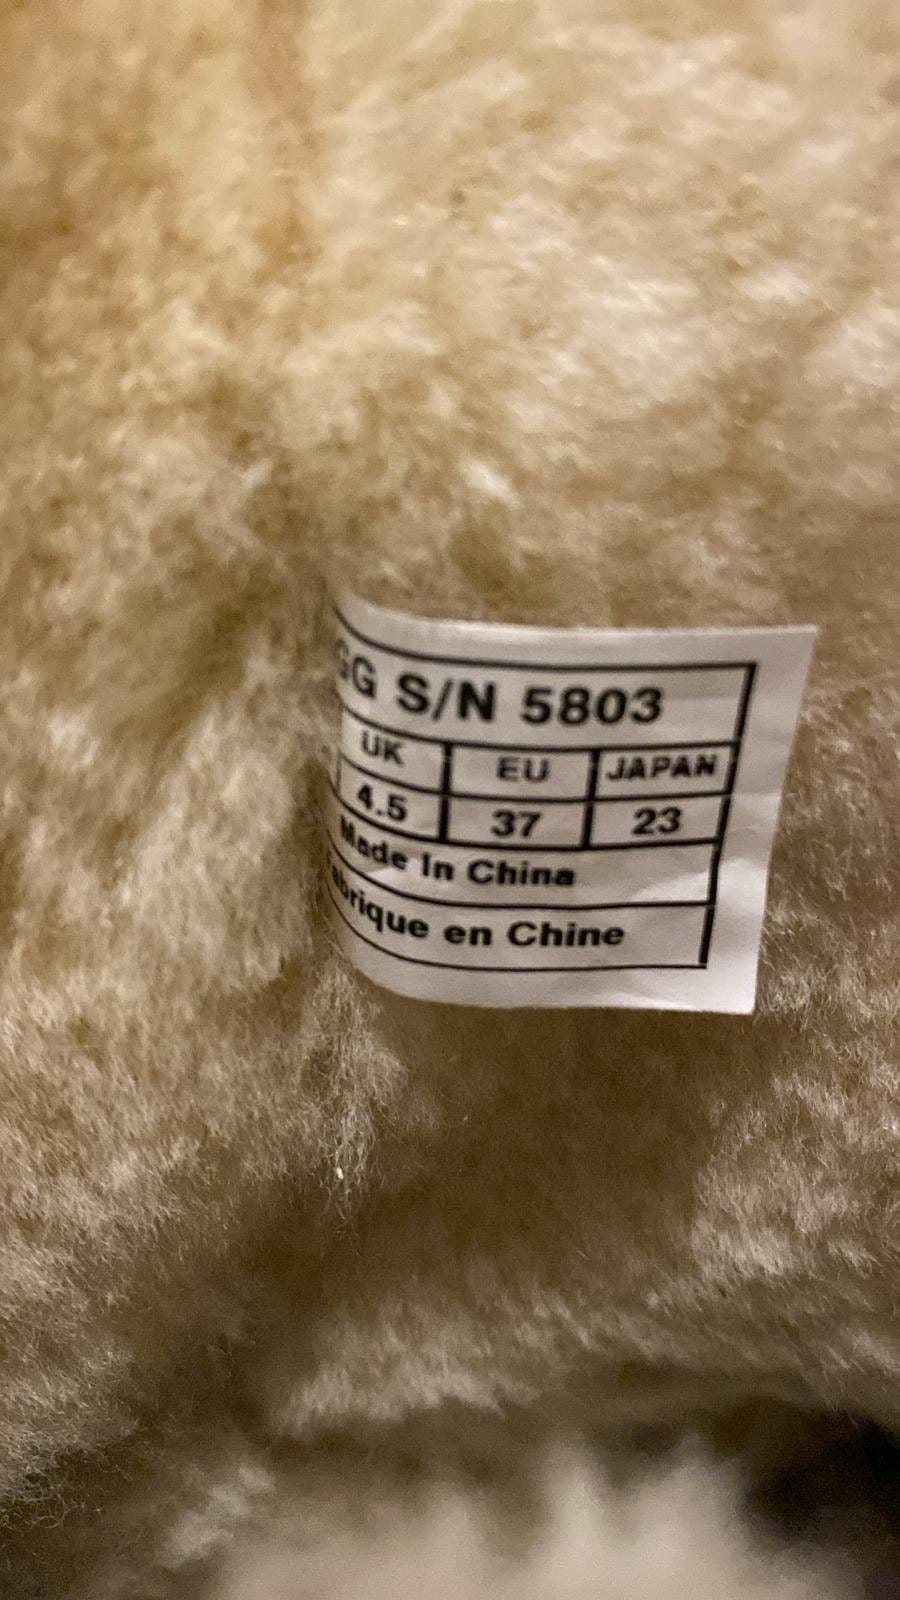 GG S/N 5803
UK EU JAPAN
4.5 37 23
Made In China
abrique en Chine